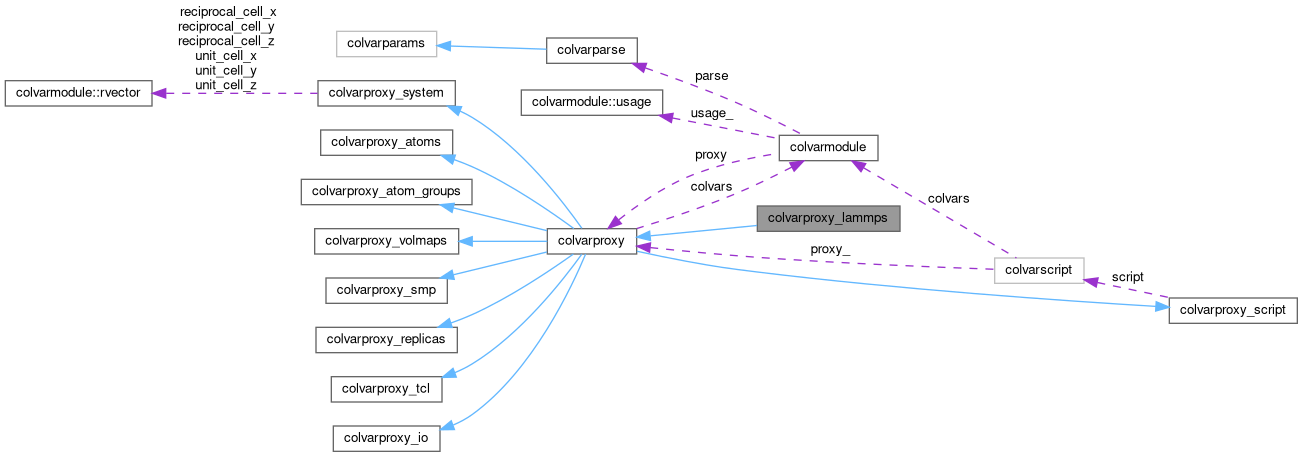 reciprocal_cell_x
reciprocal_cell_y
reciprocal_cell_z
unit_cell_x
unit_cell_y
unit_cell_z
colvarparams
colvarparse
parse
colvarmodule::rvector
colvarproxy_system
colvarmodule::usage
usage_
colvarproxy_atoms
colvarmodule
proxy
colvars
colvarproxy_atom_groups
colvars
colvarproxy_lammps
colvarproxy_volmaps
colvarproxy
proxy_
colvarscript
script
colvarproxy_smp
colvarproxy_script
colvarproxy_replicas
colvarproxy_tcl
colvarproxy_io